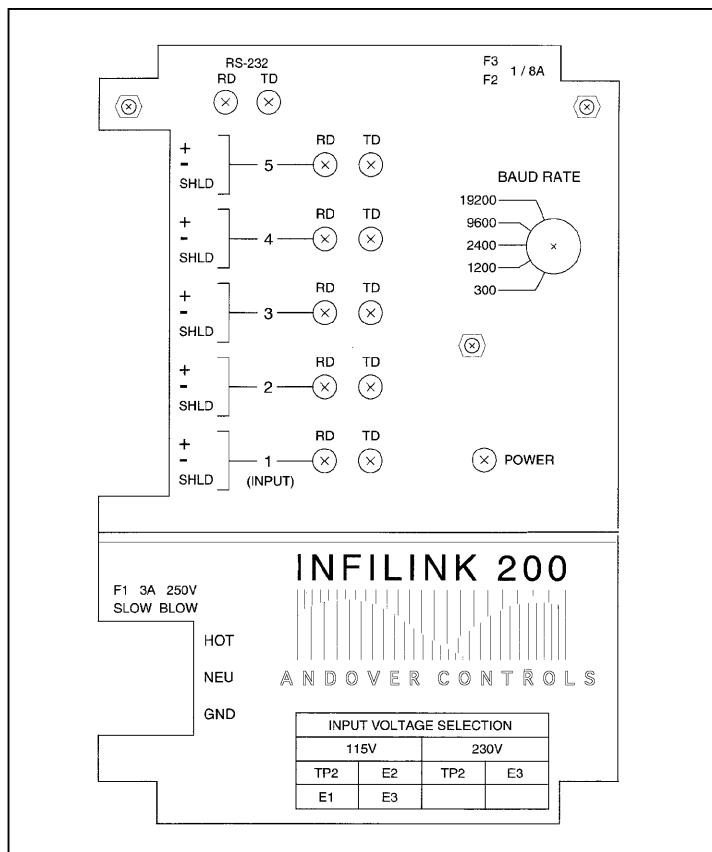 RS-232
RD TD
F3
F2 1 / 8A
+
-
SHLD
5
RD TD
BAUD RATE
19200
9600
2400
1200
300
+
-
SHLD
4
RD TD
+
-
SHLD
3
RD TD
+
-
SHLD
2
RD TD
+
-
SHLD
1
(INPUT)
RD TD
POWER
INFILINK 200
ANDOVER CONTROLS
F1 3A 250V
SLOW BLOW
HOT
NEU
GND
INPUT VOLTAGE SELECTION
115V 230V
TP2 E2 TP2 E3
E1 E3